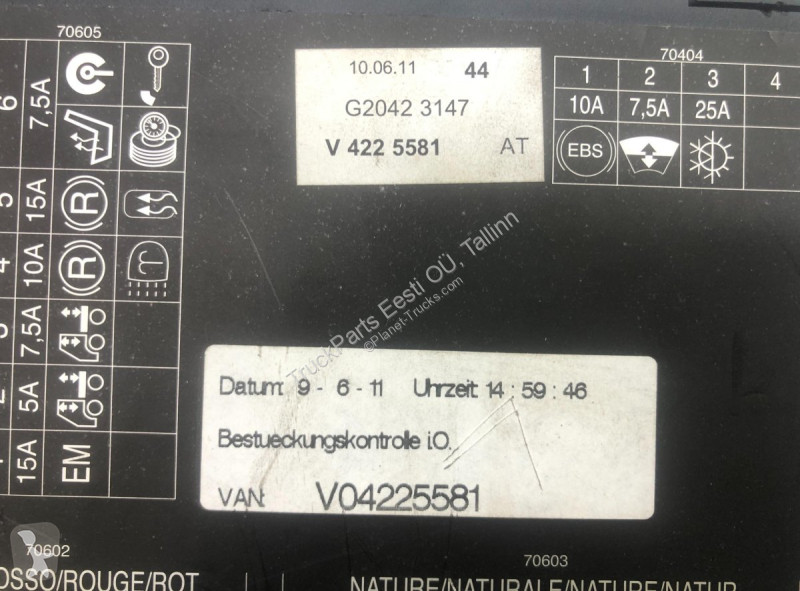 70605
10.06.11 44
G2042 3147
V 422 5581 AT
70404
1 2 3 4
10A 7,5A 25A
EBS
6 7,5A
5 15A
R
4 10A
R
3 7,5A
2 5A
15A EM
TruckParts Eesti OÜ, Tallinn
©Planet-Trucks.com
Datum: 9 - 6 - 11 Uhrzeit: 14 : 59 : 46
Bestueckungskontrolle i.O.
VAN: V04225581
70602
70603
OSSO/ROUGE/ROT
NATURE/NATURALE/NATURE/NATUR